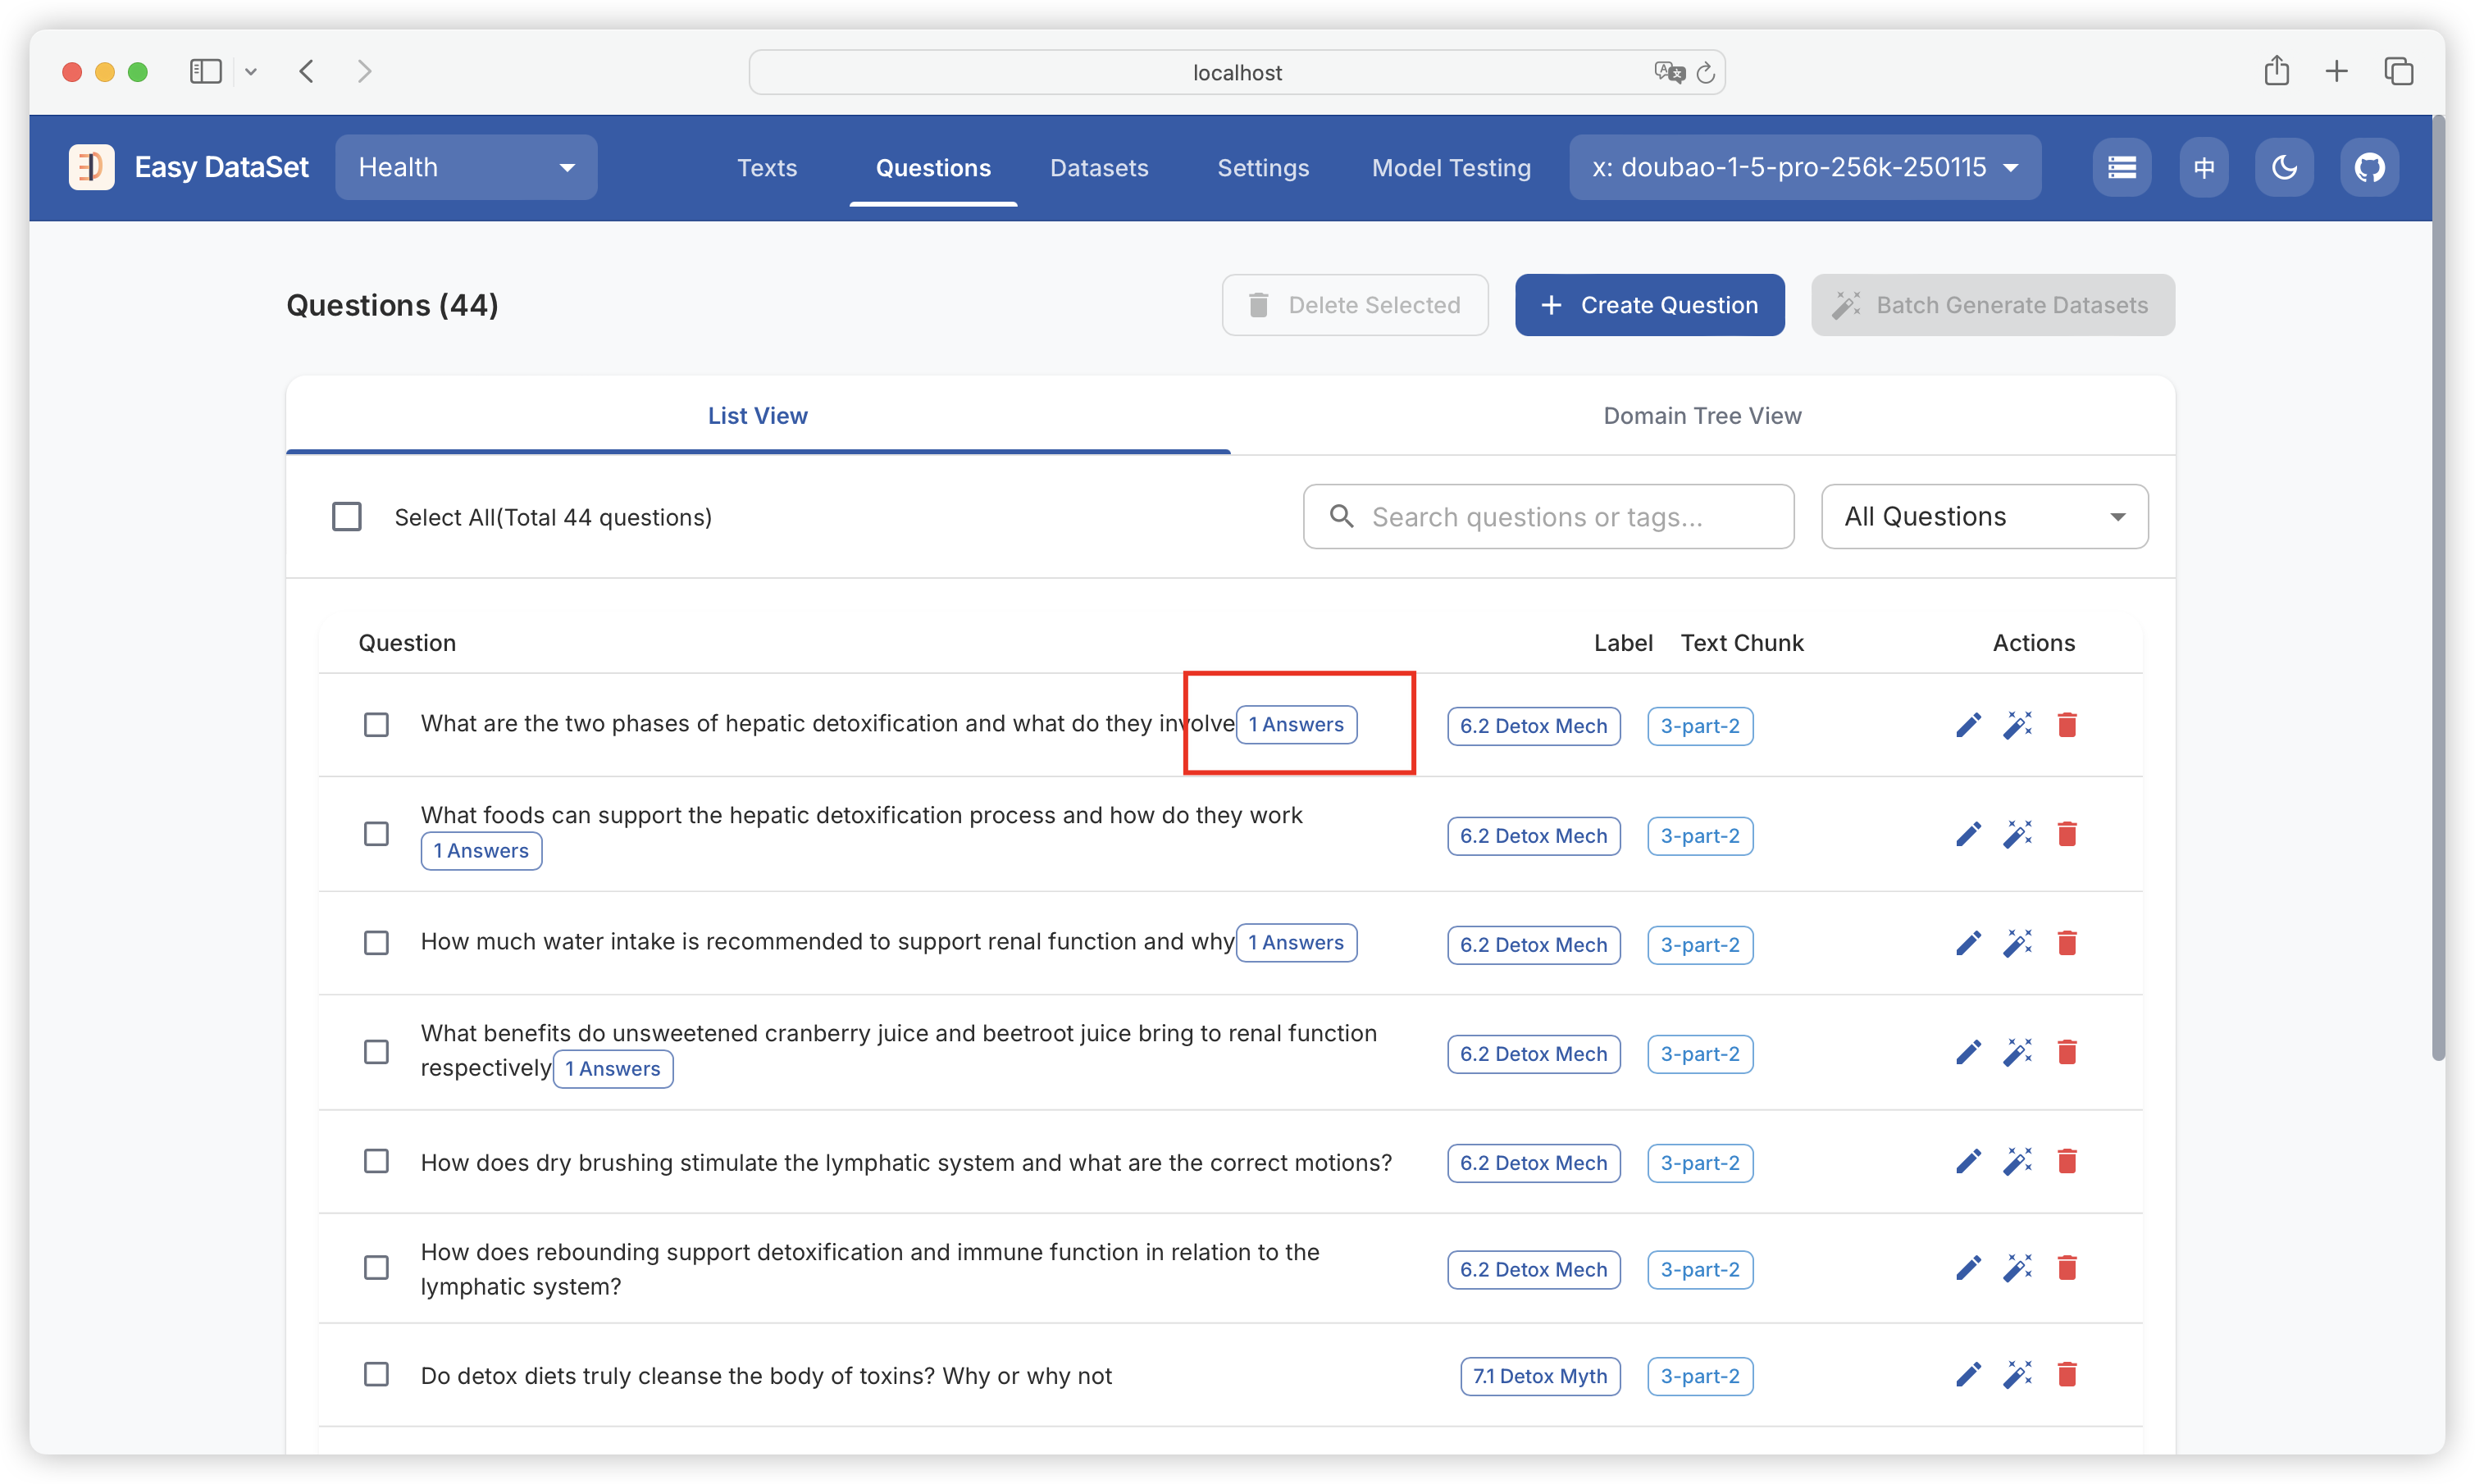 localhost
Easy DataSet
Health
Texts
Questions
Datasets
Settings
Model Testing
x: doubao-1-5-pro-256k-250115
中
Questions (44)
Delete Selected
Create Question
Batch Generate Datasets
List View
Domain Tree View
Select All(Total 44 questions)
Search questions or tags...
All Questions
Question
Label
Text Chunk
Actions
What are the two phases of hepatic detoxification and what do they involve
1 Answers
6.2 Detox Mech
3-part-2
What foods can support the hepatic detoxification process and how do they work
1 Answers
6.2 Detox Mech
3-part-2
How much water intake is recommended to support renal function and why
1 Answers
6.2 Detox Mech
3-part-2
What benefits do unsweetened cranberry juice and beetroot juice bring to renal function
respectively
1 Answers
6.2 Detox Mech
3-part-2
How does dry brushing stimulate the lymphatic system and what are the correct motions?
6.2 Detox Mech
3-part-2
How does rebounding support detoxification and immune function in relation to the
lymphatic system?
6.2 Detox Mech
3-part-2
Do detox diets truly cleanse the body of toxins? Why or why not
7.1 Detox Myth
3-part-2